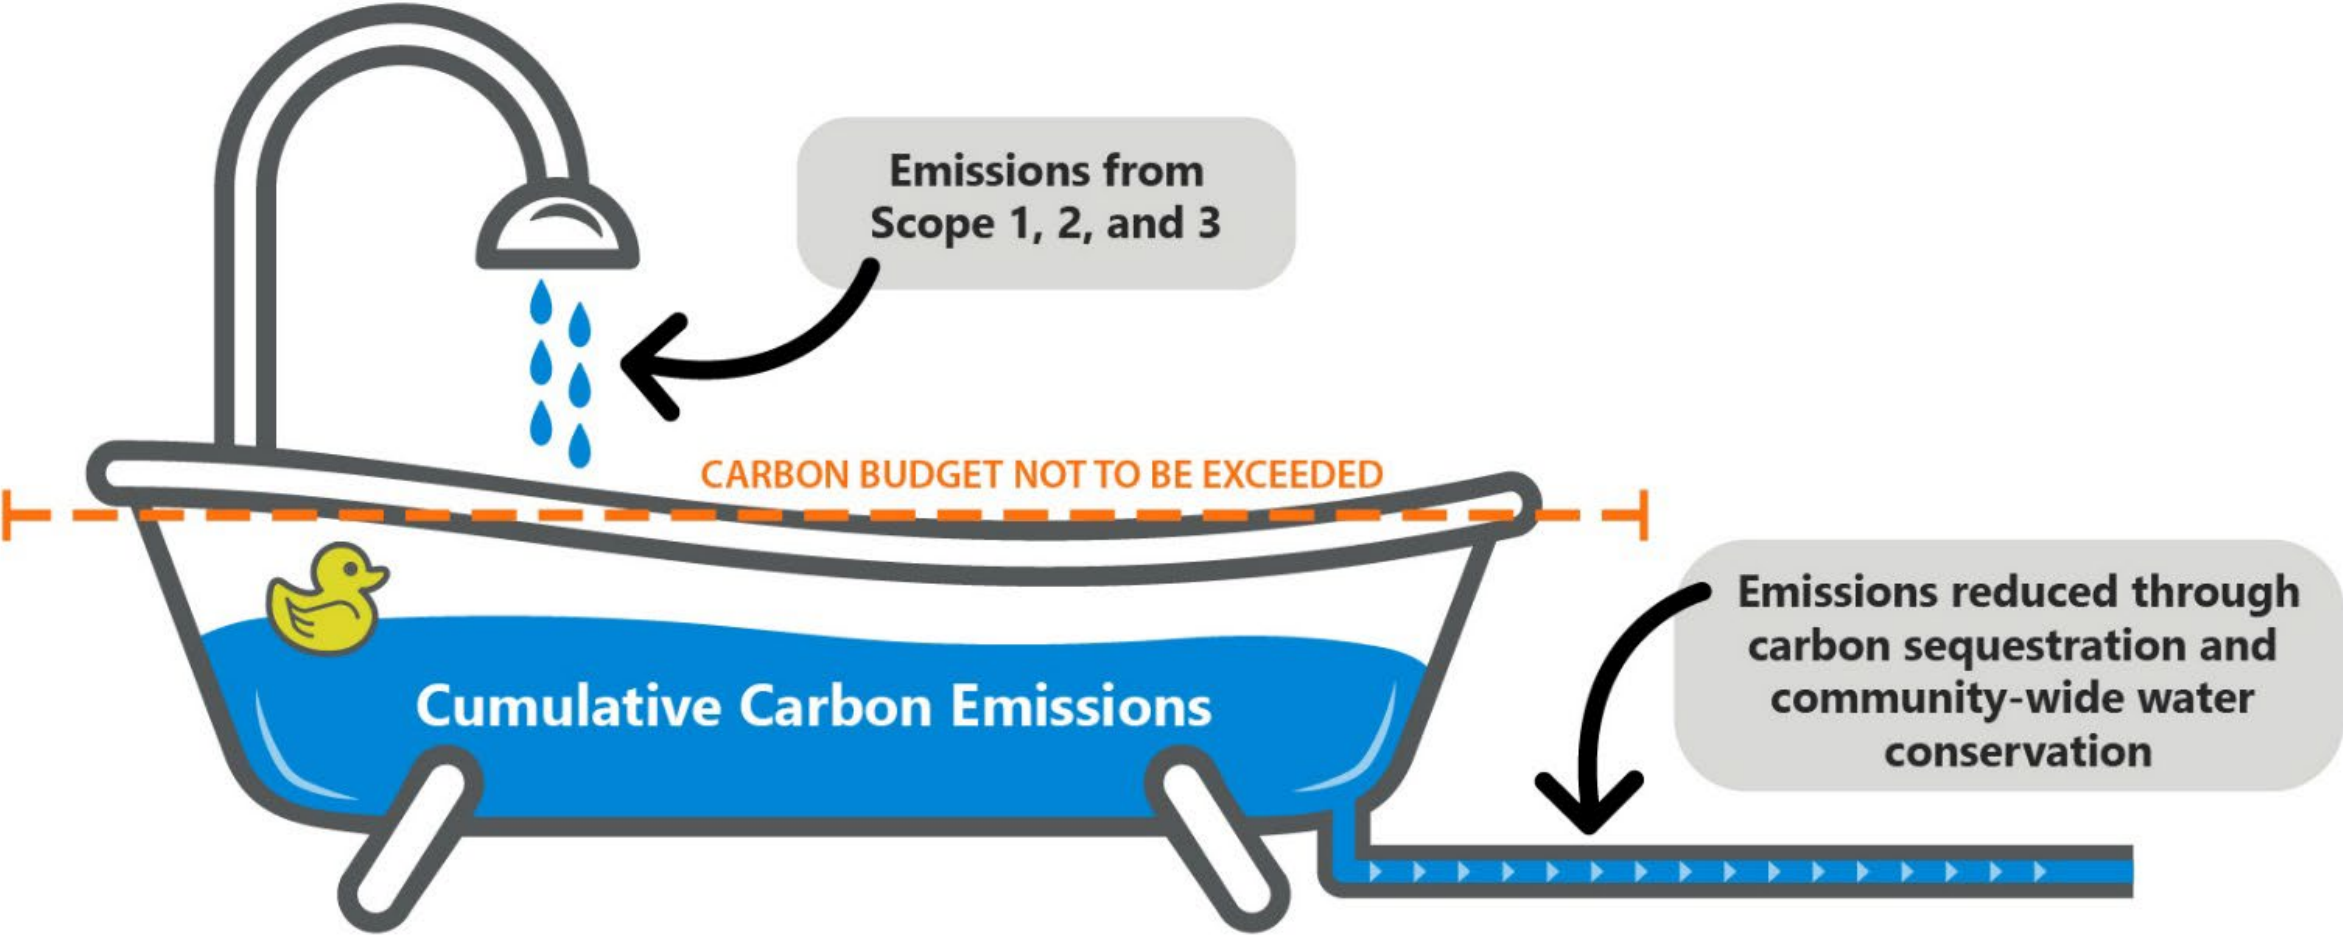 Emissions from
Scope 1, 2, and 3
CARBON BUDGET NOT TO BE EXCEEDED
Emissions reduced through
carbon sequestration and
community-wide water
conservation
Cumulative Carbon Emissions